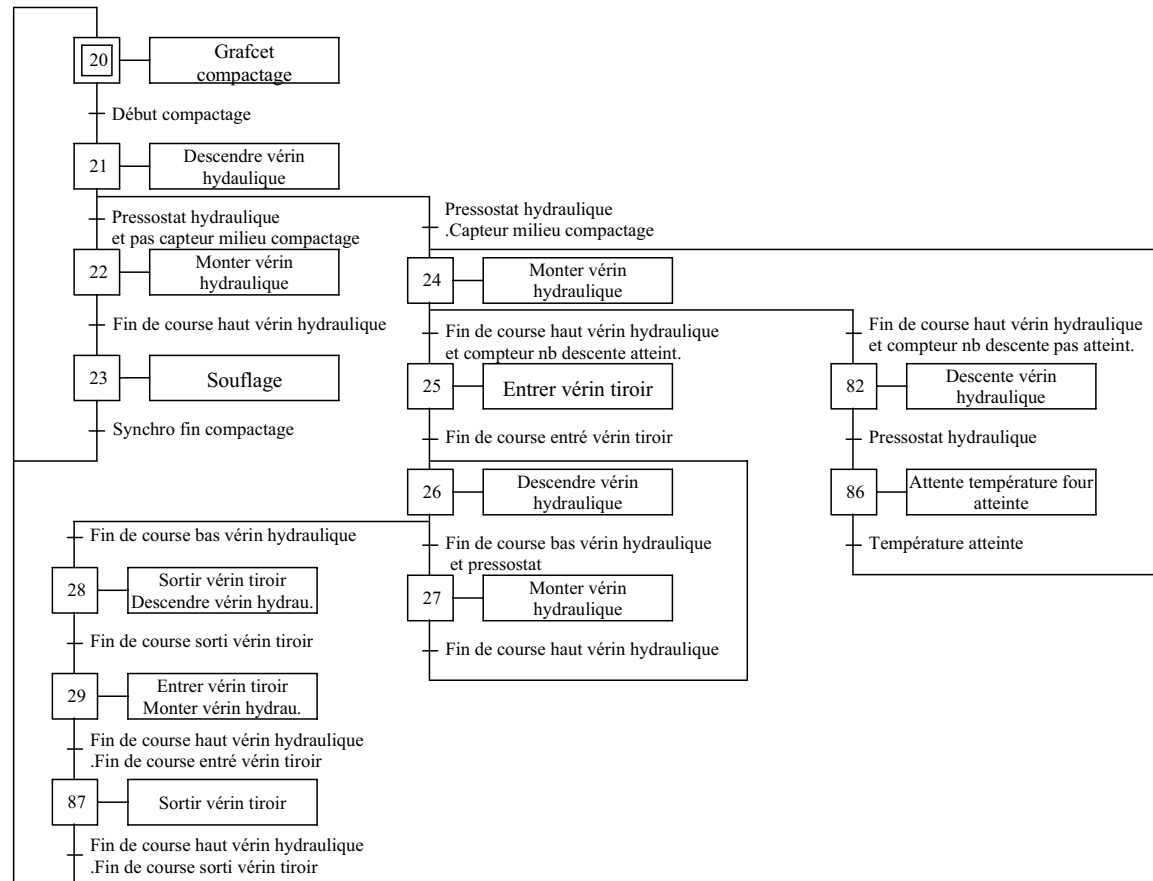 20
Grafcet
compactage
Début compactage
21
Descendre vérin
hydaulique
Pressostat hydraulique
et pas capteur milieu compactage
Pressostat hydraulique
.Capteur milieu compactage
22
Monter vérin
hydraulique
24
Monter vérin
hydraulique
Fin de course haut vérin hydraulique
Fin de course haut vérin hydraulique
et compteur nb descente atteint.
Fin de course haut vérin hydraulique
et compteur nb descente pas atteint.
23
Souflage
25
Entrer vérin tiroir
82
Descente vérin
hydraulique
Synchro fin compactage
Fin de course entré vérin tiroir
Pressostat hydraulique
26
Descendre vérin
hydraulique
86
Attente température four
atteinte
Fin de course bas vérin hydraulique
Fin de course bas vérin hydraulique
et pressostat
Température atteinte
28
Sortir vérin tiroir
Descendre vérin hydrau.
27
Monter vérin
hydraulique
Fin de course sorti vérin tiroir
Fin de course haut vérin hydraulique
29
Entrer vérin tiroir
Monter vérin hydrau.
Fin de course haut vérin hydraulique
.Fin de course entré vérin tiroir
87
Sortir vérin tiroir
Fin de course haut vérin hydraulique
.Fin de course sorti vérin tiroir